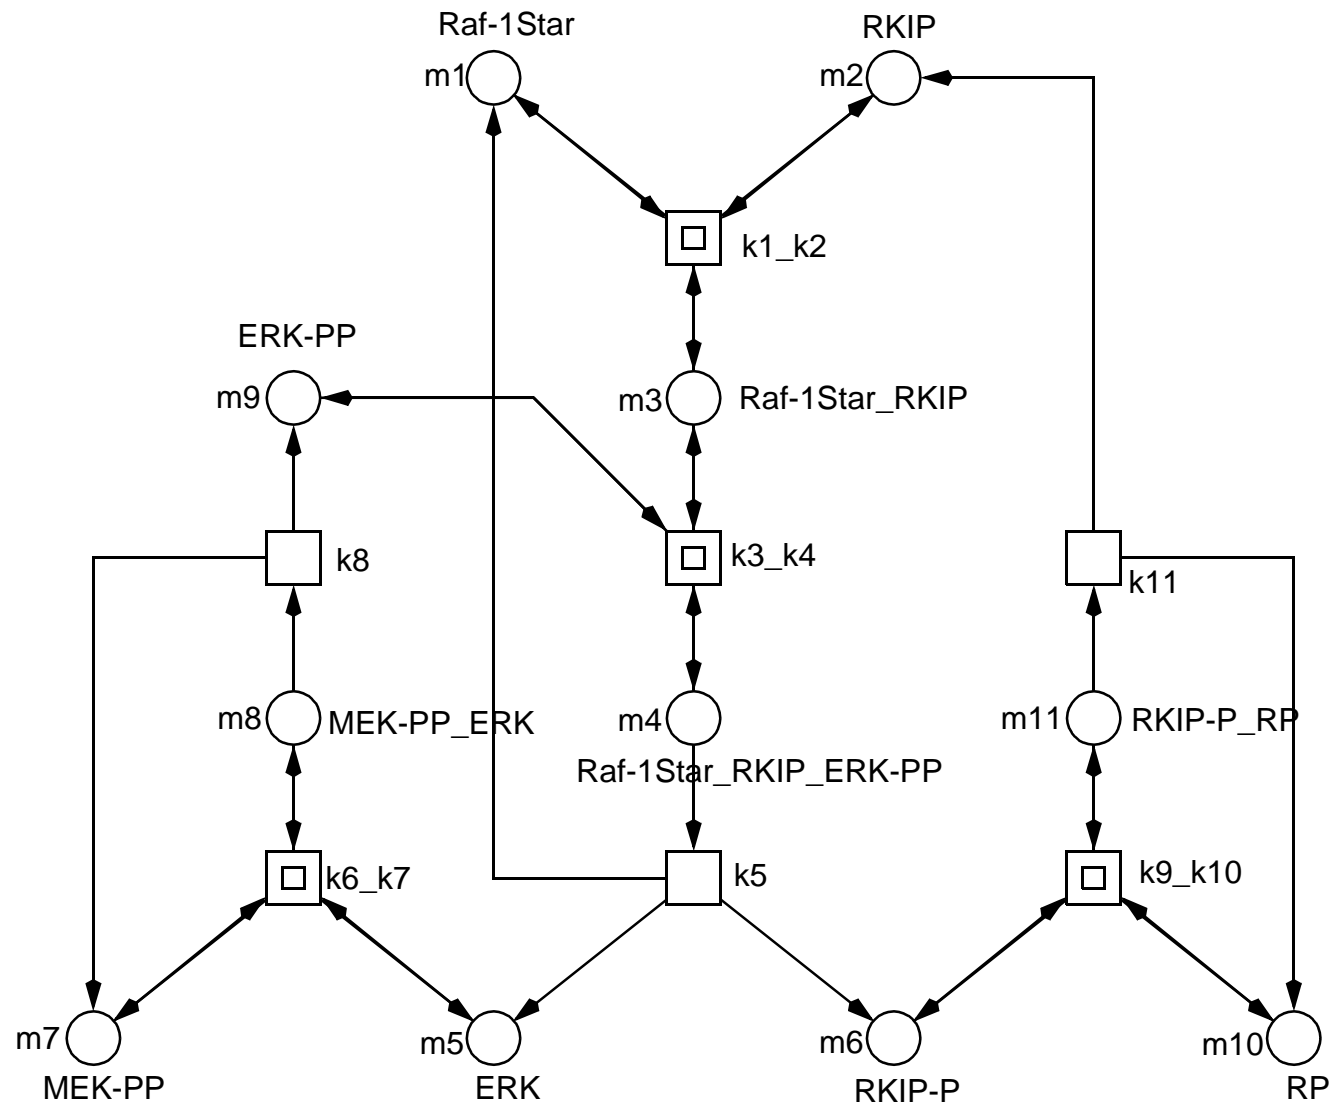 Raf-1Star
RKIP
m1
m2
k1_k2
ERK-PP
m9
m3
Raf-1Star_RKIP
k8
k3_k4
k11
m8
MEK-PP_ERK
m4
m11
RKIP-P_RP
Raf-1Star_RKIP_ERK-PP
k6_k7
k5
k9_k10
m7
m5
m6
m10
MEK-PP
ERK
RKIP-P
RP